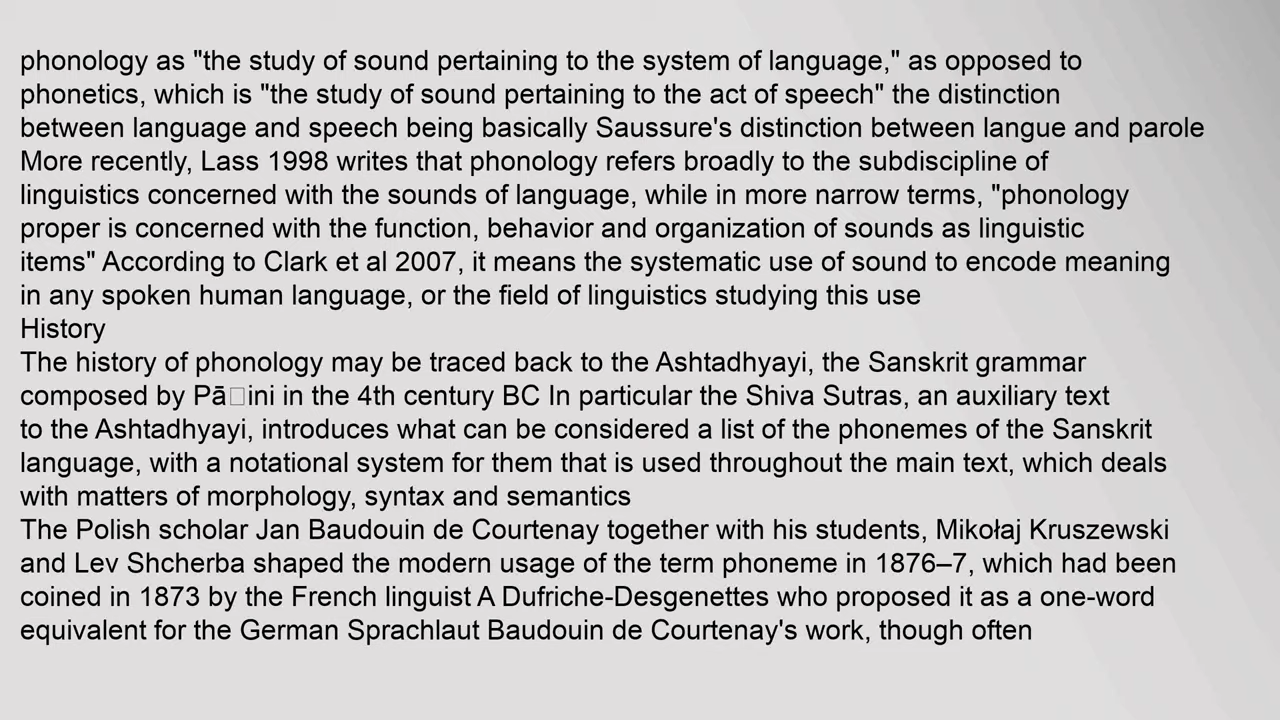 phonology as "the study of sound pertaining to the system of language," as opposed to
phonetics, which is "the study of sound pertaining to the act of speech" the distinction
between language and speech being basically Saussure's distinction between langue and parole
More recently, Lass 1998 writes that phonology refers broadly to the subdiscipline of
linguistics concerned with the sounds of language, while in more narrow terms, "phonology
proper is concerned with the function, behavior and organization of sounds as linguistic
items" According to Clark et al 2007, it means the systematic use of sound to encode meaning
in any spoken human language, or the field of linguistics studying this use
History
The history of phonology may be traced back to the Ashtadhyayi, the Sanskrit grammar
composed by Pā□ini in the 4th century BC In particular the Shiva Sutras, an auxiliary text
to the Ashtadhyayi, introduces what can be considered a list of the phonemes of the Sanskrit
language, with a notational system for them that is used throughout the main text, which deals
with matters of morphology, syntax and semantics
The Polish scholar Jan Baudouin de Courtenay together with his students, Mikołaj Kruszewski
and Lev Shcherba shaped the modern usage of the term phoneme in 1876–7, which had been
coined in 1873 by the French linguist A Dufriche-Desgenettes who proposed it as a one-word
equivalent for the German Sprachlaut Baudouin de Courtenay's work, though often